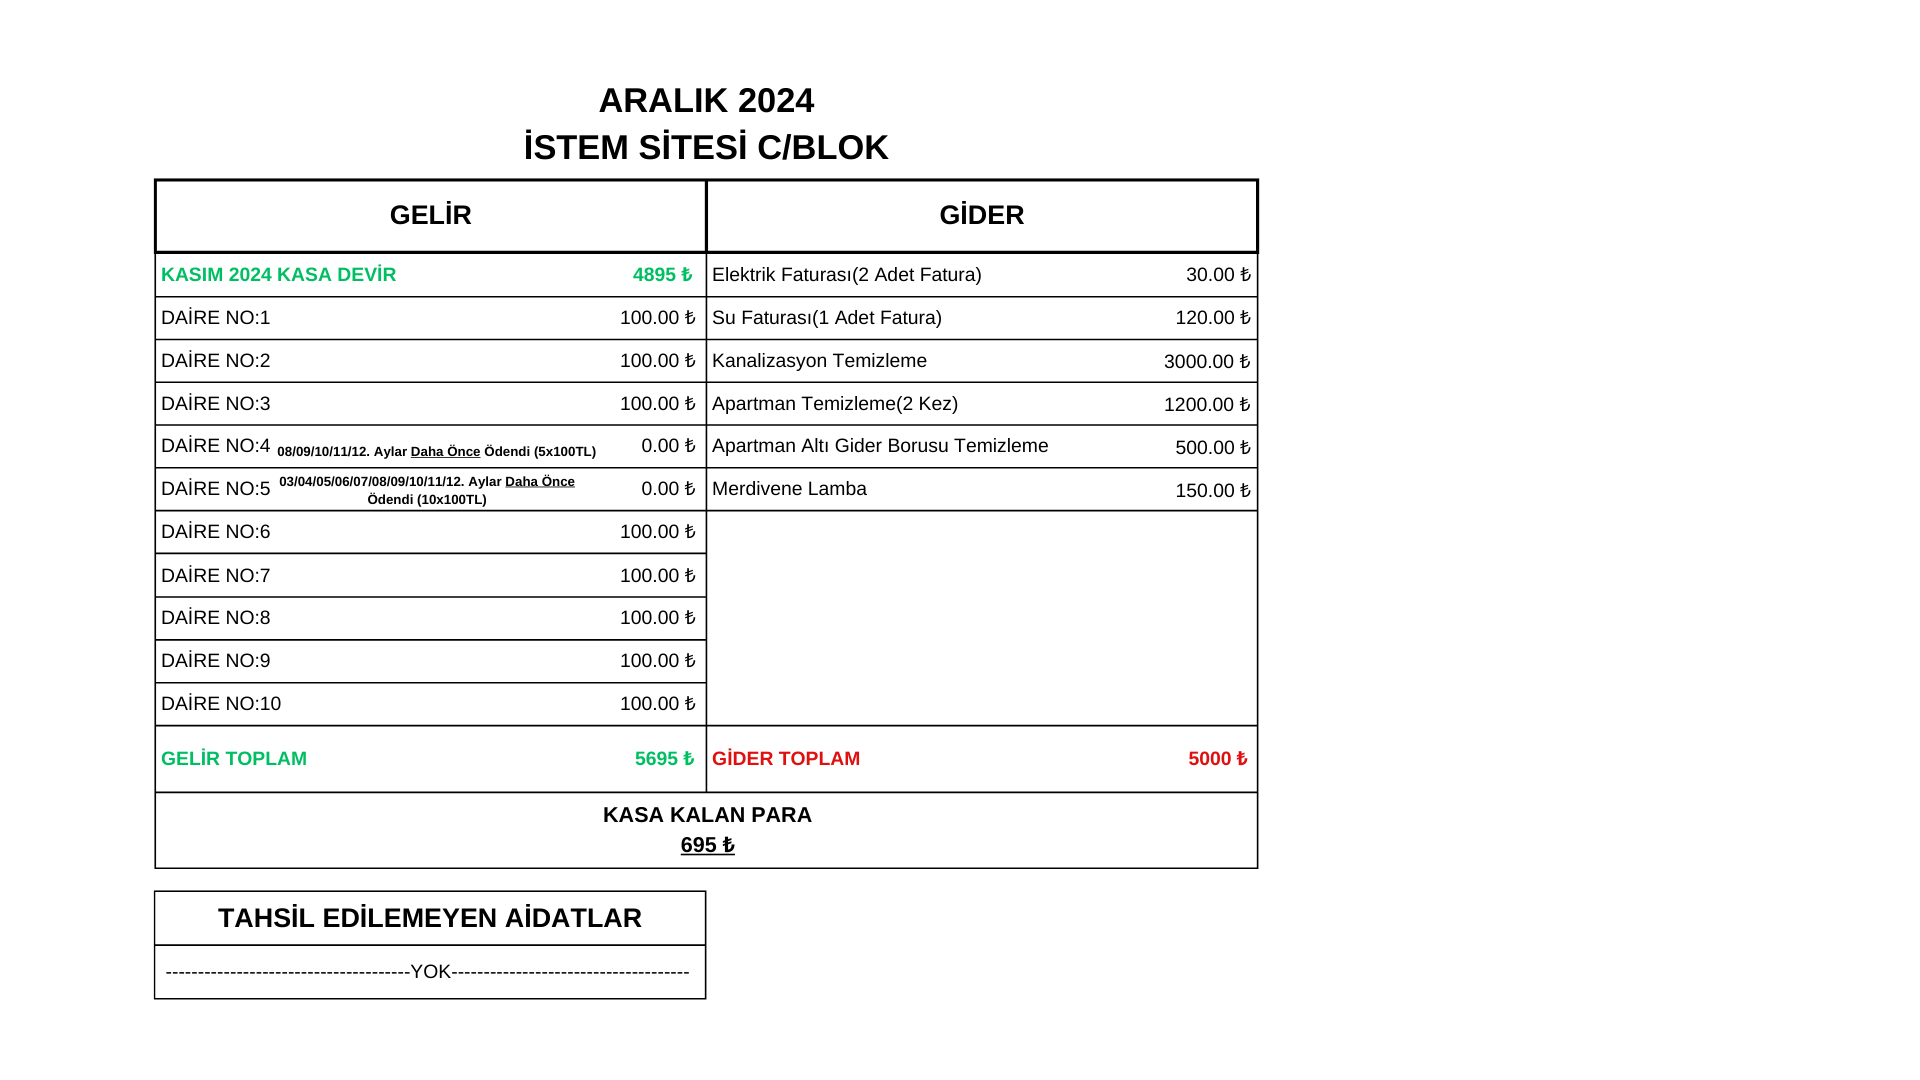 ARALIK 2024
İSTEM SİTESİ C/BLOK
GELİR GİDER
KASIM 2024 KASA DEVİR 4895 ₺ Elektrik Faturası(2 Adet Fatura) 30.00 ₺
DAİRE NO:1 100.00 ₺ Su Faturası(1 Adet Fatura) 120.00 ₺
DAİRE NO:2 100.00 ₺ Kanalizasyon Temizleme 3000.00 ₺
DAİRE NO:3 100.00 ₺ Apartman Temizleme(2 Kez) 1200.00 ₺
DAİRE NO:4 08/09/10/11/12. Aylar Daha Önce Ödendi (5x100TL) 0.00 ₺ Apartman Altı Gider Borusu Temizleme 500.00 ₺
DAİRE NO:5 03/04/05/06/07/08/09/10/11/12. Aylar Daha Önce
Ödendi (10x100TL) 0.00 ₺ Merdivene Lamba 150.00 ₺
DAİRE NO:6 100.00 ₺
DAİRE NO:7 100.00 ₺
DAİRE NO:8 100.00 ₺
DAİRE NO:9 100.00 ₺
DAİRE NO:10 100.00 ₺
GELİR TOPLAM 5695 ₺ GİDER TOPLAM 5000 ₺
KASA KALAN PARA
695 ₺
TAHSİL EDİLEMEYEN AİDATLAR
--------------------------------------YOK-------------------------------------